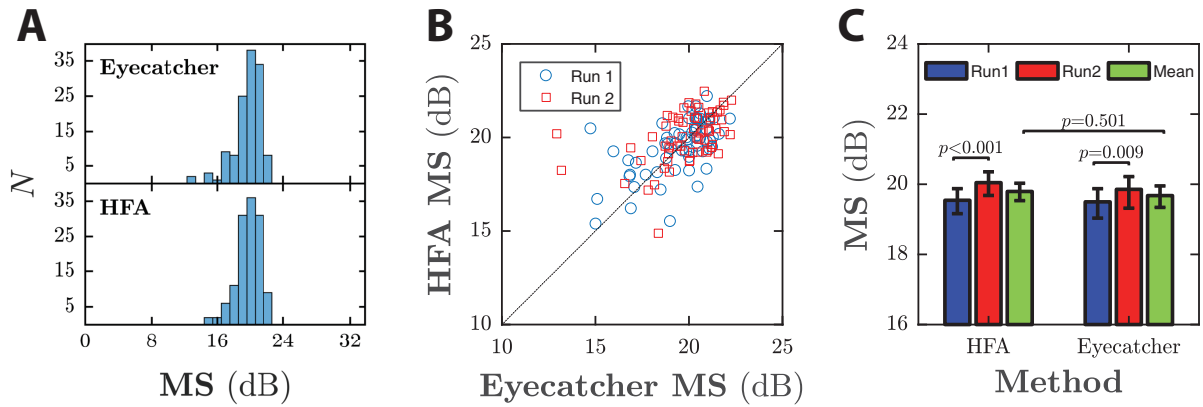 A
Eyecatcher
35
25
15
5
HFA
35
25
15
5
N
0 8 16 24 32
MS (dB)
B
25
20
15
10
Run 1
Run 2
HFA MS (dB)
10 15 20 25
Eyecatcher MS (dB)
C
24
22
20
18
16
Run1 Run2 Mean
p=0.501
p<0.001
p=0.009
MS (dB)
HFA Eyecatcher
Method